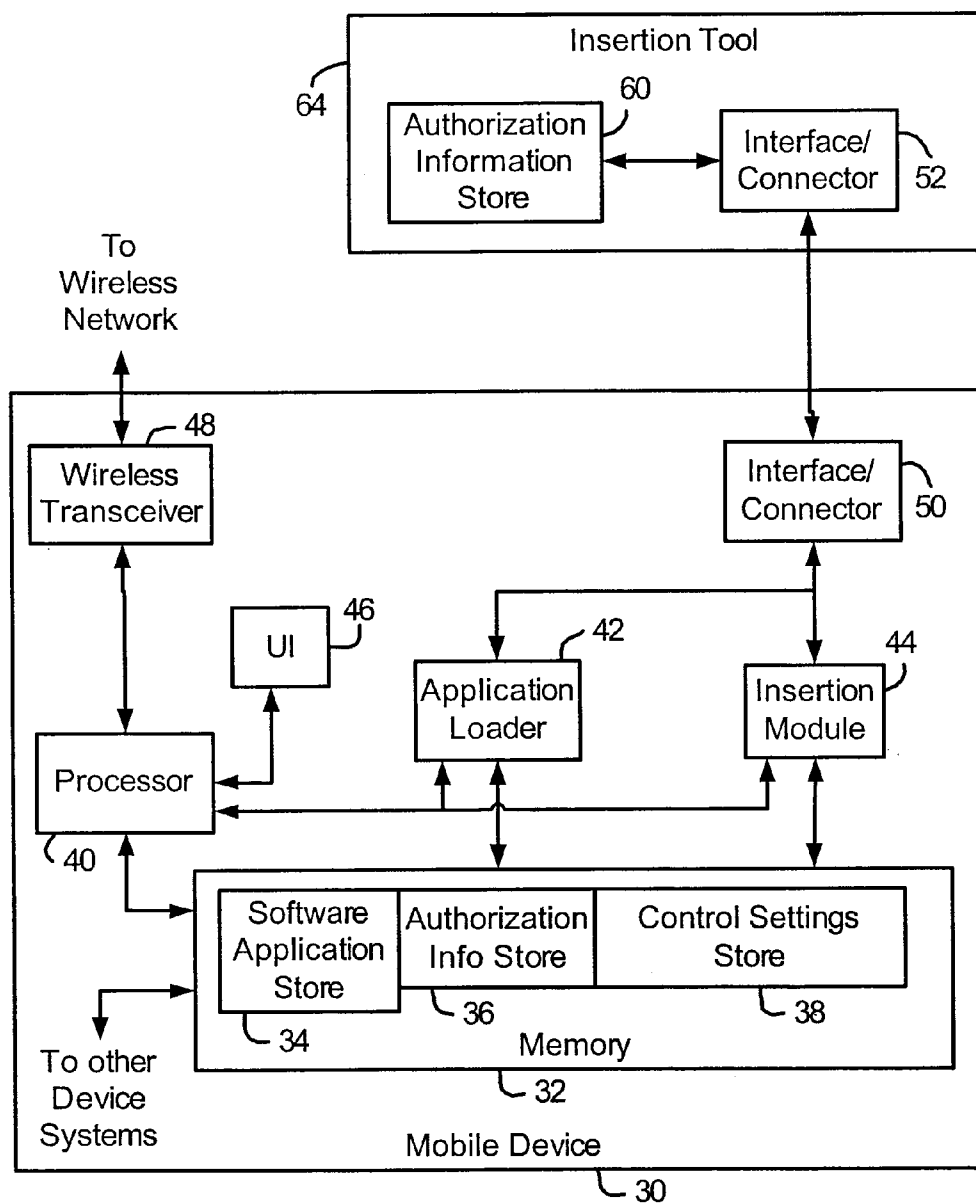 Insertion Tool
64
60
Authorization
Information
Store
Interface/
Connector
52
To
Wireless
Network
48
Wireless
Transceiver
Interface/
Connector
50
46
UI
42
Application
Loader
44
Insertion
Module
Processor
40
Software
Application
Store
34
Authorization
Info Store
36
Control Settings
Store
38
Memory
32
To other
Device
Systems
Mobile Device
30